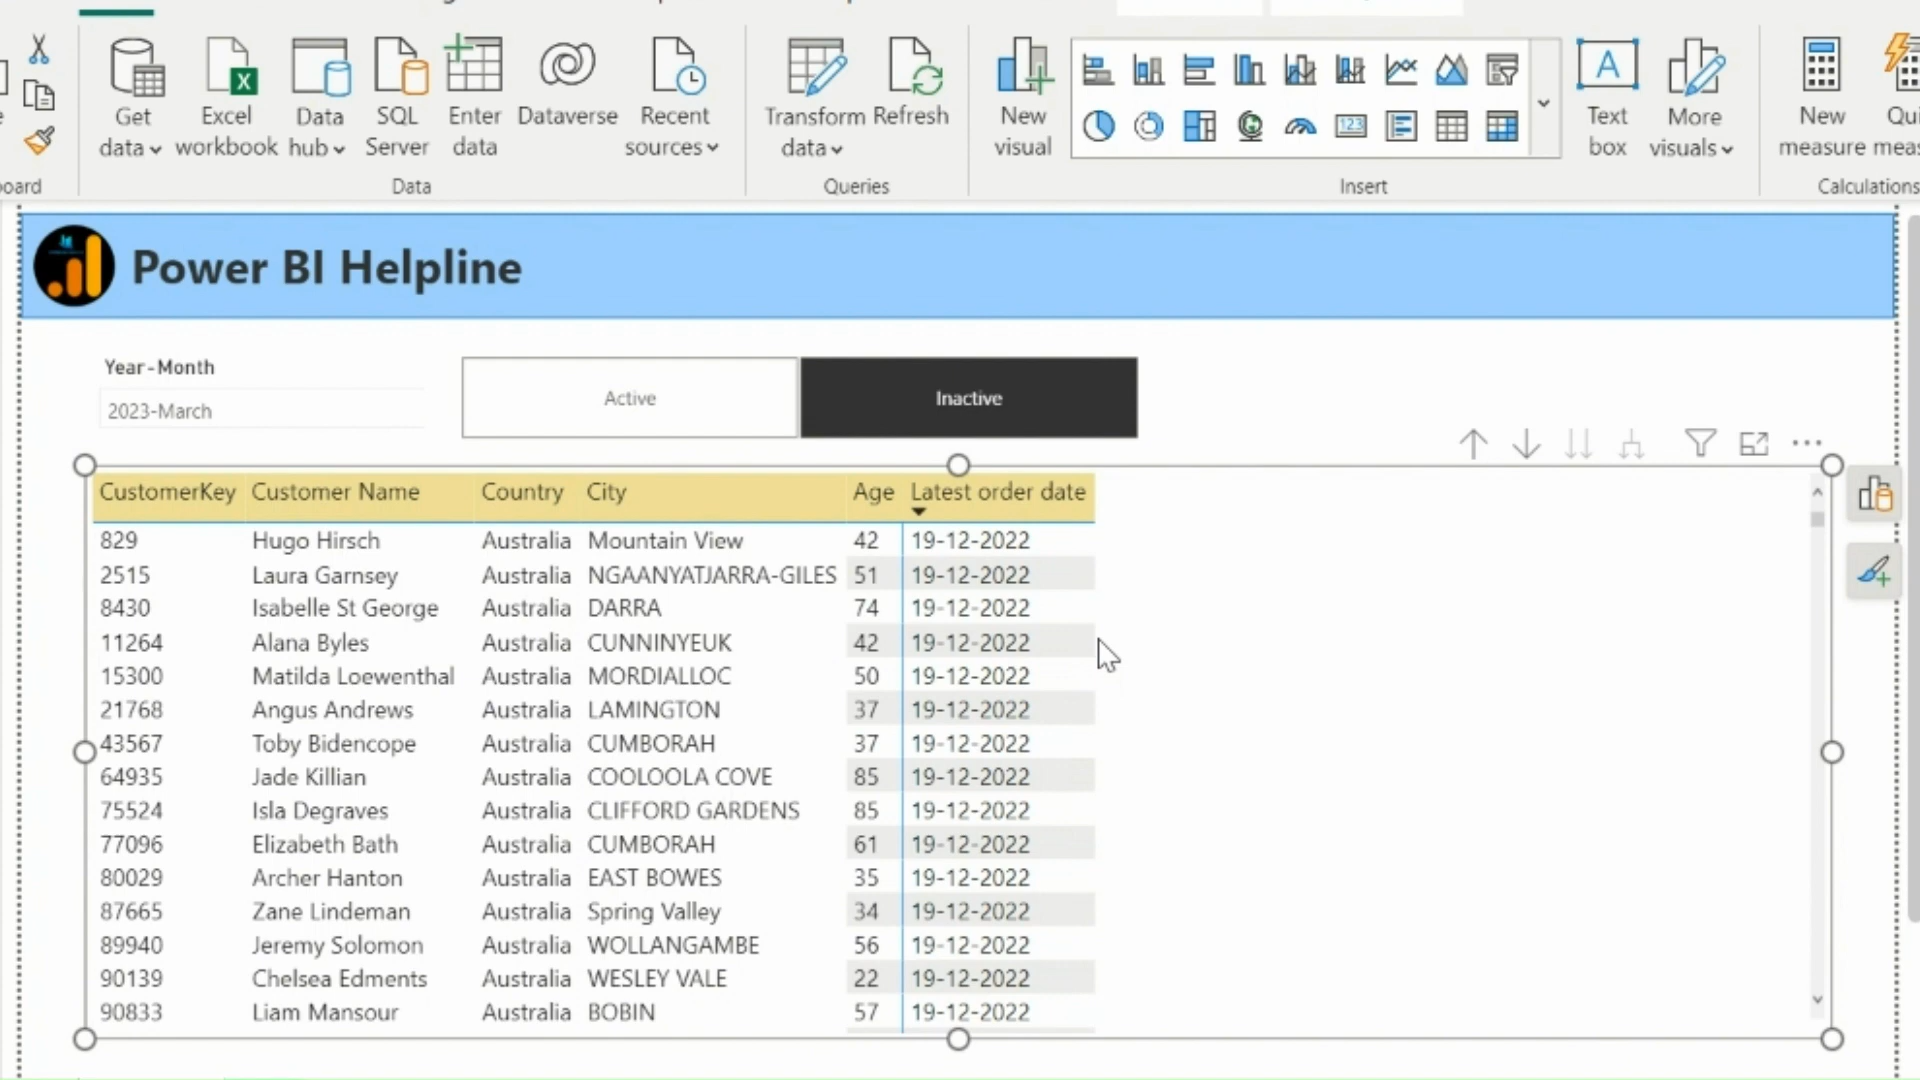 Get data
Excel workbook
Data hub
SQL Server
Enter data
Dataverse
Recent sources
Transform data
Refresh
New visual
123
A
Text box
More visuals
New measure
oard
Data
Queries
Insert
Calculations
Power BI Helpline
Year-Month
2023-March
Active
Inactive
CustomerKey Customer Name Country City Age Latest order date
829 Hugo Hirsch Australia Mountain View 42 19-12-2022
2515 Laura Garnsey Australia NGAANYATJARRA-GILES 51 19-12-2022
8430 Isabelle St George Australia DARRA 74 19-12-2022
11264 Alana Byles Australia CUNNINYEUK 42 19-12-2022
15300 Matilda Loewenthal Australia MORDIALLOC 50 19-12-2022
21768 Angus Andrews Australia LAMINGTON 37 19-12-2022
43567 Toby Bidencope Australia CUMBORAH 37 19-12-2022
64935 Jade Killian Australia COOLOOLA COVE 85 19-12-2022
75524 Isla Degraves Australia CLIFFORD GARDENS 85 19-12-2022
77096 Elizabeth Bath Australia CUMBORAH 61 19-12-2022
80029 Archer Hanton Australia EAST BOWES 35 19-12-2022
87665 Zane Lindeman Australia Spring Valley 34 19-12-2022
89940 Jeremy Solomon Australia WOLLANGAMBE 56 19-12-2022
90139 Chelsea Edments Australia WESLEY VALE 22 19-12-2022
90833 Liam Mansour Australia BOBIN 57 19-12-2022